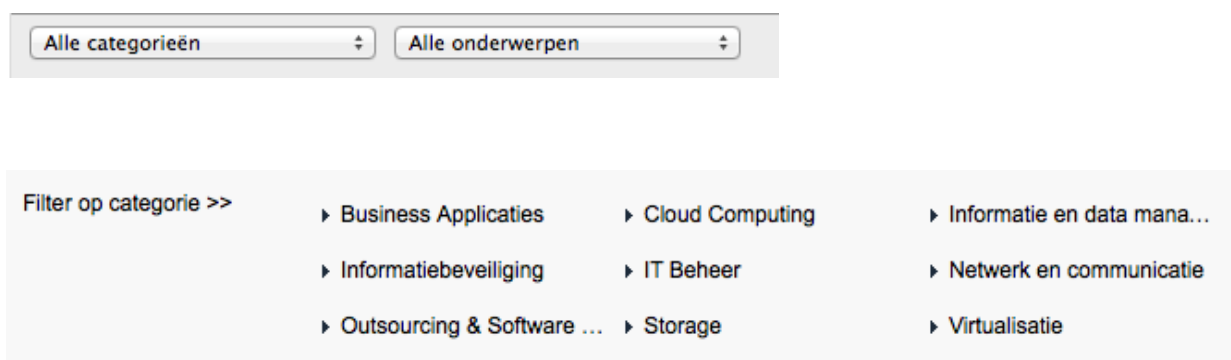 Alle categorieën Alle onderwerpen
Filter op categorie >>
Business Applicaties Cloud Computing Informatie en data mana...
Informatiebeveiliging IT Beheer Netwerk en communicatie
Outsourcing & Software ... Storage Virtualisatie